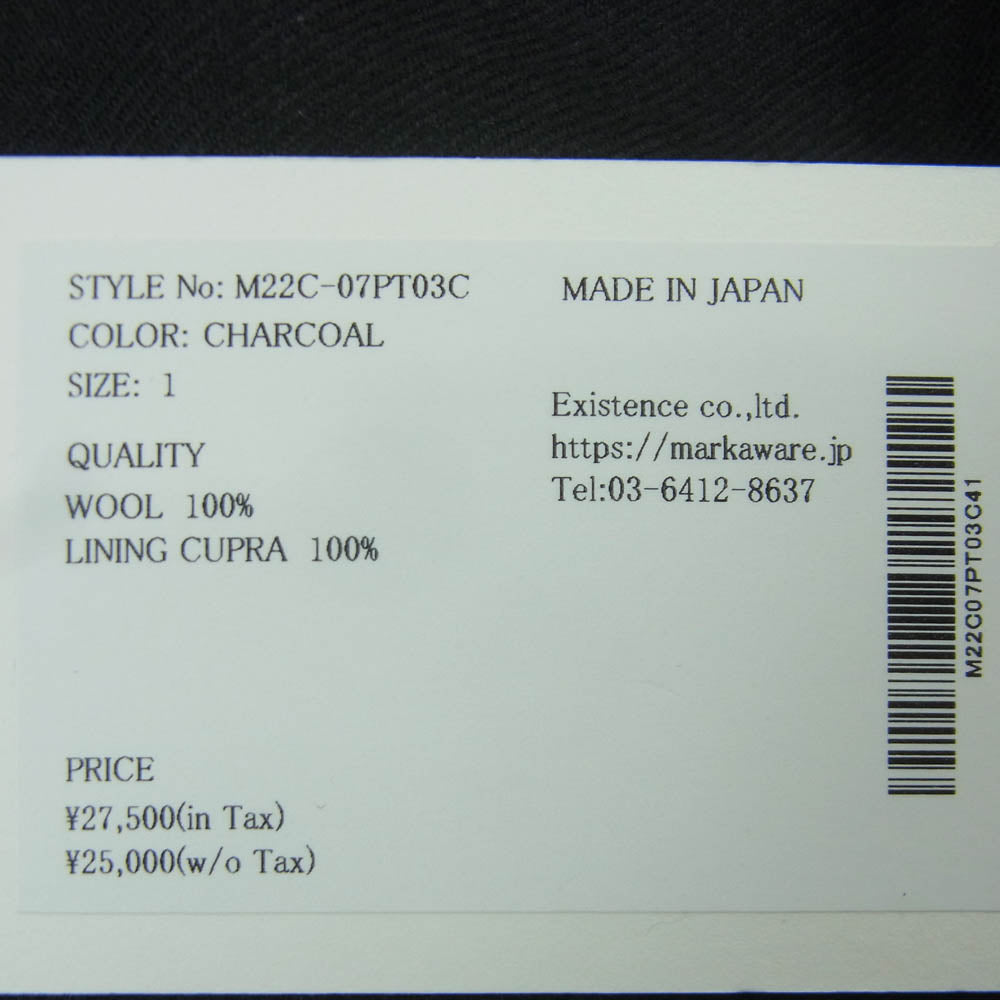 STYLE No: M22C-07PT03C
COLOR: CHARCOAL
SIZE: 1
QUALITY
WOOL 100%
LINING CUPRA 100%
PRICE
¥27,500(in Tax)
¥25,000(w/o Tax)
MADE IN JAPAN
Existence co.,ltd.
https://markaware.jp
Tel:03-6412-8637
M22C07PT03C41